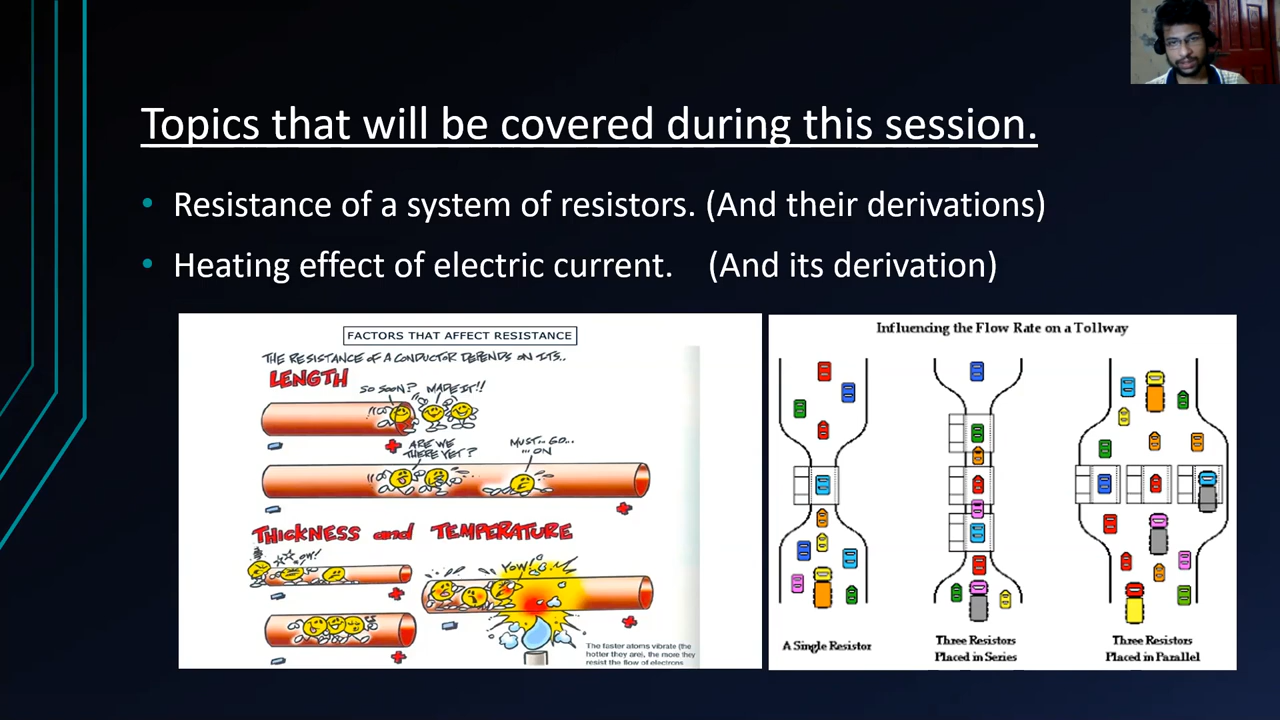 Topics that will be covered during this session.
• Resistance of a system of resistors. (And their derivations)
• Heating effect of electric current. (And its derivation)
FACTORS THAT AFFECT RESISTANCE
THE RESISTANCE OF A CONDUCTOR DEPENDS ON ITS..
LENGTH
SO SOON? MADE IT!!
ARE WE
THERE YET?
MUST.. GO...
... ON
THICKNESS and TEMPERATURE
OW!
YOW!
The faster atoms vibrate (the
hotter they are), the more they
resist the flow of electrons
Influencing the Flow Rate on a Tollway
A Single Resistor
Three Resistors
Placed in Series
Three Resistors
Placed in Parallel